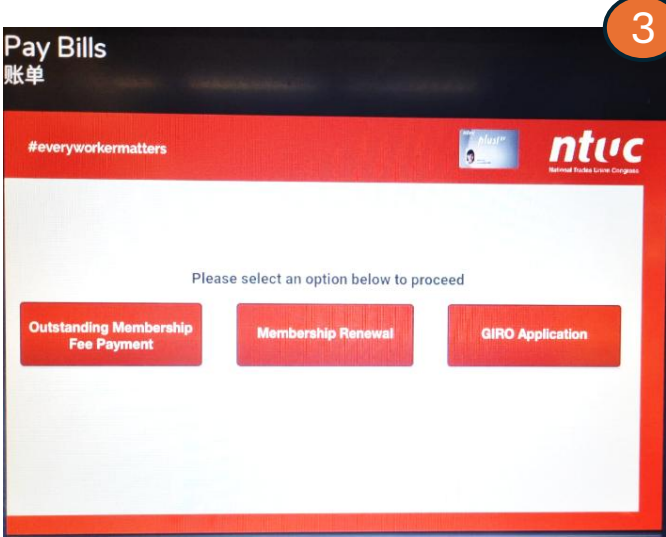 3
Pay Bills
账单
#everyworkermatters
plus!
ntuc
National Trades Union Congress
Please select an option below to proceed
Outstanding Membership
Fee Payment
Membership Renewal
GIRO Application